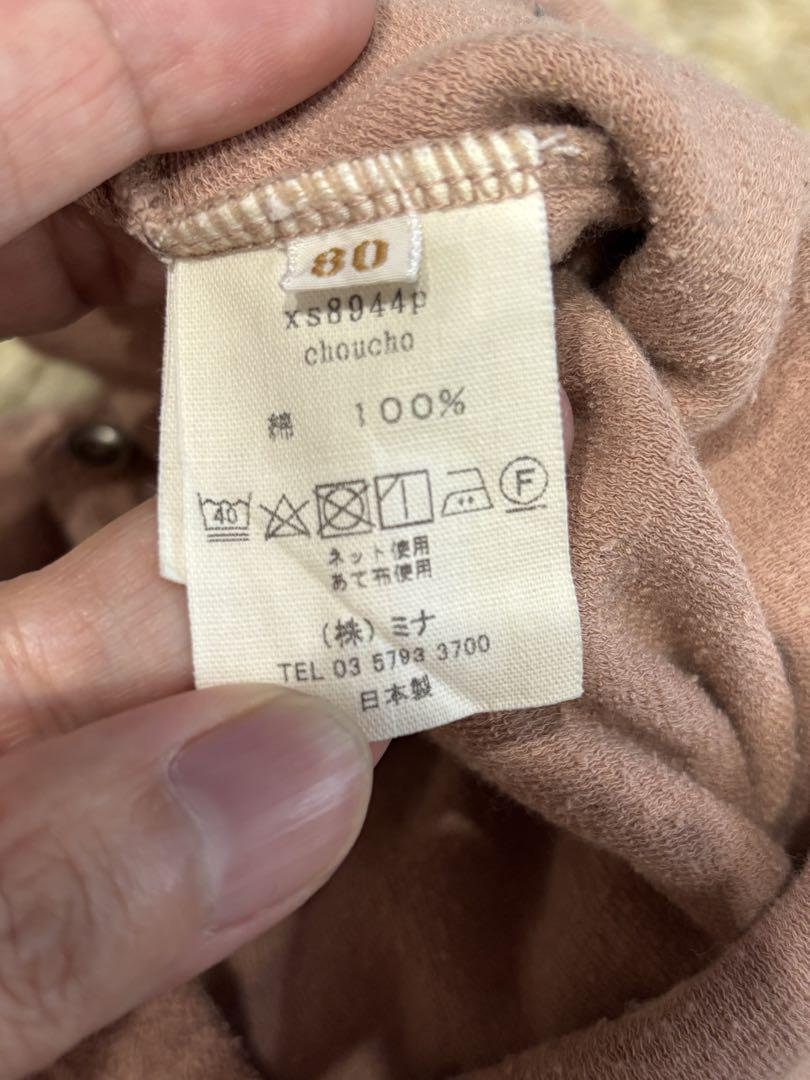 80
xs8944p
choucho
綿 100%
40 F
ネット使用
あて布使用
(株)ミナ
TEL 03 5793 3700
日本製